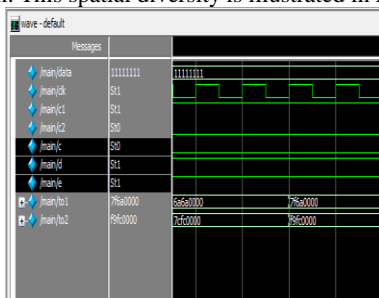 This spatial diversity is illustrated in
wave - default
Messages
/main/data 11111111 11111111
/main/clk St1
/main/c1 St1
/main/c2 St0
/main/c St0
/main/d St1
/main/e St1
/main/to1 7f6a0000 6a6a0000 7f6a0000
/main/to2 f9fc0000 7cfc0000 f9fc0000